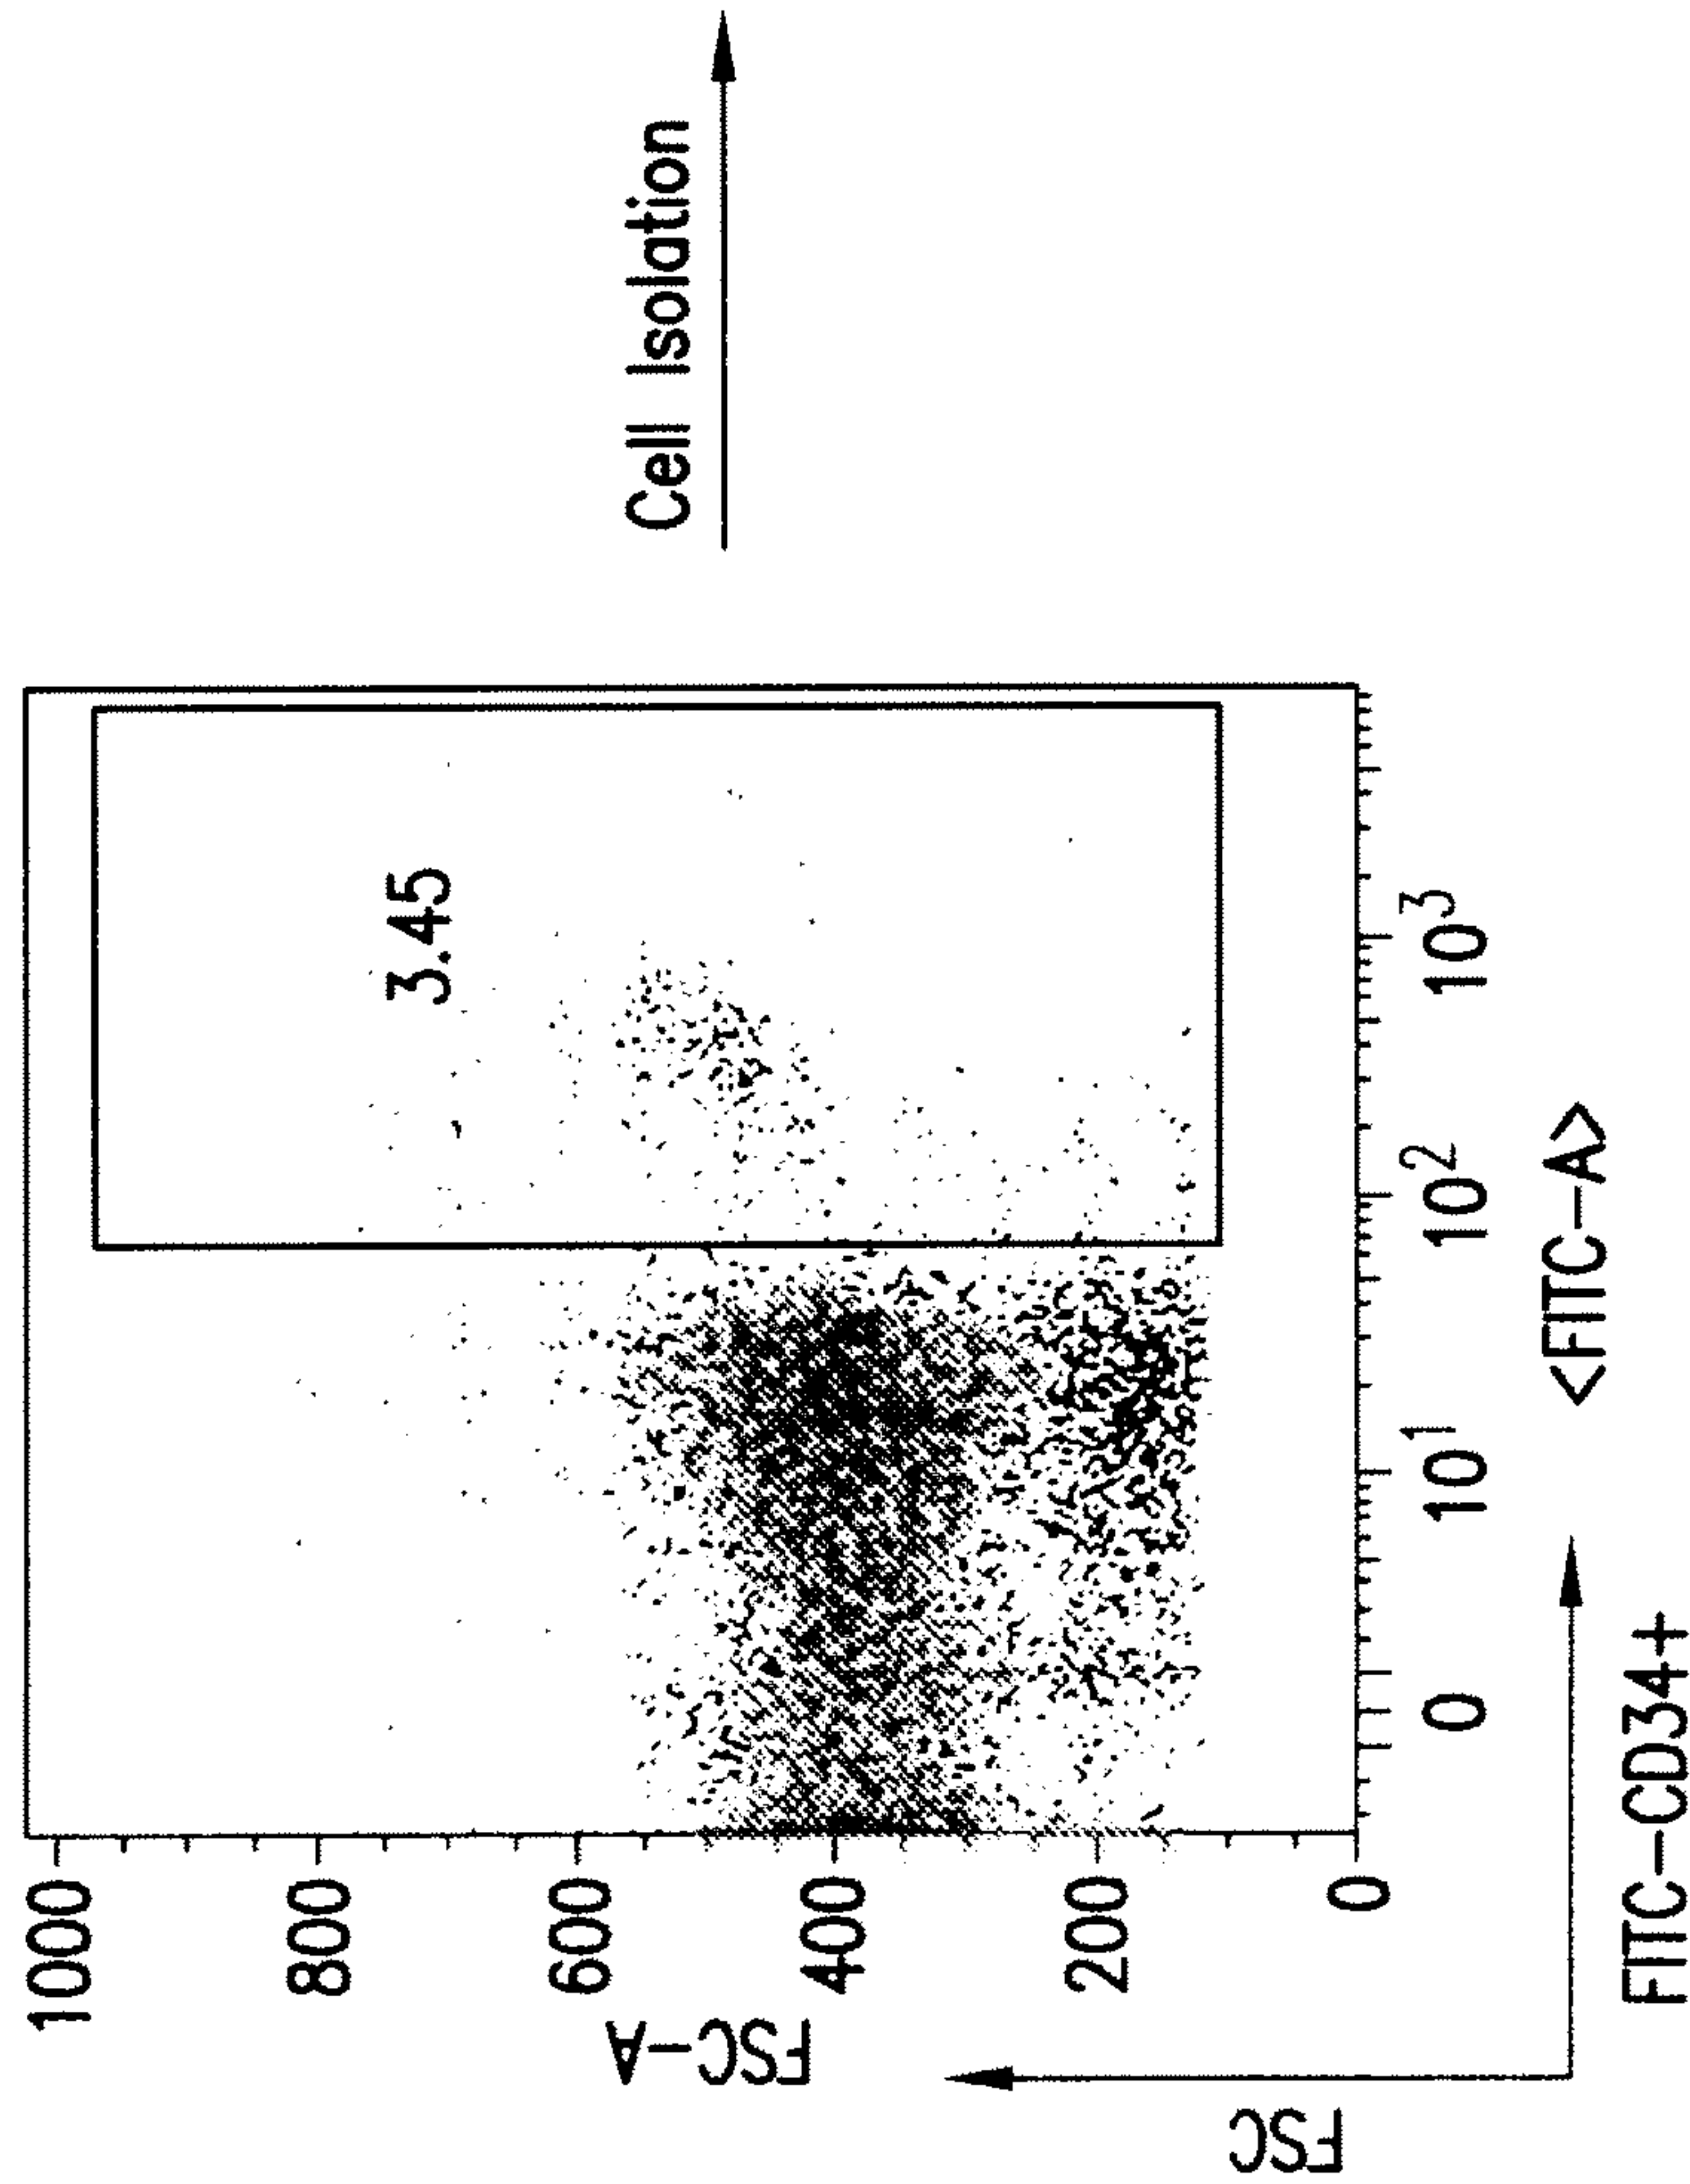 1000
800
600
400
200
0
FSC-A
FSC
3.45
0
10¹
10²
10³
<FITC-A>
FITC-CD34+
Cell Isolation